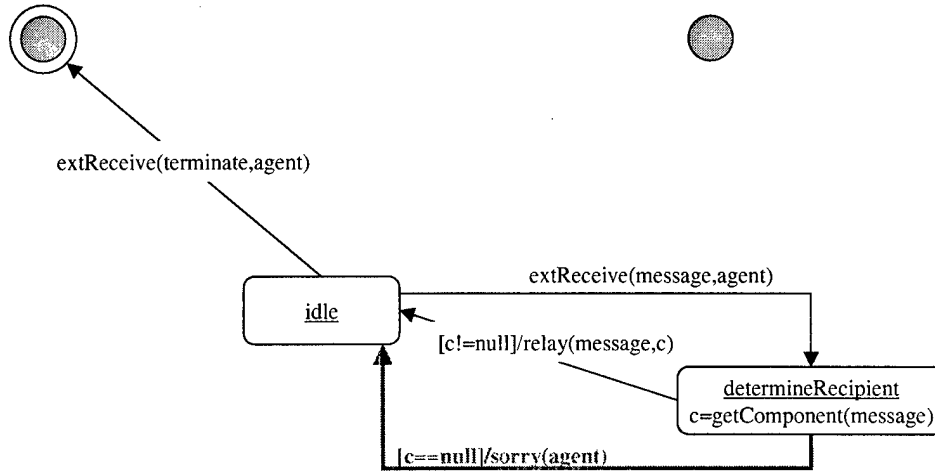 extReceive(terminate,agent)
extReceive(message,agent)
idle
[c!=null]/relay(message,c)
determineRecipient
c=getComponent(message)
[c==null]/sorry(agent)